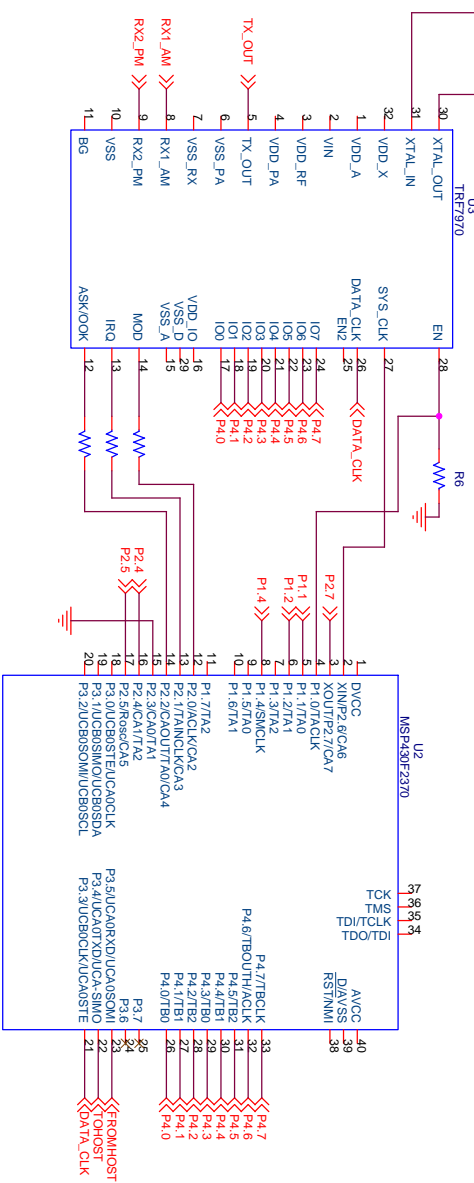 U3
TRF7970
30
XTAL_OUT
31
XTAL_IN
32
VDD_X
1
VDD_A
2
VIN
3
VDD_RF
4
VDD_PA
TX_OUT
5
TX_OUT
6
VSS_PA
7
VSS_RX
RX1_AM
8
RX1_AM
RX2_PM
9
RX2_PM
10
VSS
11
BG
EN
28
SYS_CLK
27
DATA_CLK
26
DATA_CLK
EN2
25
IO7
24
P4.7
IO6
23
P4.6
IO5
22
P4.5
IO4
21
P4.4
IO3
20
P4.3
IO2
19
P4.2
IO1
18
P4.1
IO0
17
P4.0
VDD_IO
16
VSS_D
29
VSS_A
15
MOD
14
IRQ
13
ASK/OOK
12
R6
U2
MSP430F2370
1
DVCC
2
XIN/P2.6/CA6
P2.7
3
XOUT/P2.7/CA7
4
P1.0/TACLK
P1.1
5
P1.1/TA0
P1.2
6
P1.2/TA1
7
P1.3/TA2
P1.4
8
P1.4/SMCLK
9
P1.5/TA0
10
P1.6/TA1
11
P1.7/TA2
12
P2.0/ACLK/CA2
13
P2.1/TAINCLK/CA3
14
P2.2/CAOUT/TA0/CA4
15
P2.3/CA0/TA1
P2.4
16
P2.4/CA1/TA2
P2.5
17
P2.5/Rosc/CA5
18
P3.0/UCB0STE/UCA0CLK
19
P3.1/UCB0SIMO/UCB0SDA
20
P3.2/UCB0SOMI/UCB0SCL
TCK
37
TMS
36
TDI/TCLK
35
TDO/TDI
34
AVCC
40
D/AVSS
39
RST/NMI
38
P4.7/TBCLK
33
P4.7
P4.6/TBOUTH/ACLK
32
P4.6
P4.5/TB2
31
P4.5
P4.4/TB1
30
P4.4
P4.3/TB0
29
P4.3
P4.2/TB2
28
P4.2
P4.1/TB1
27
P4.1
P4.0/TB0
26
P4.0
P3.7
25
P3.6
24
P3.5/UCA0RXD/UCA0SOMI
23
FROMHOST
P3.4/UCA0TXD/UCA-SIMO
22
TOHOST
P3.3/UCB0CLK/UCA0STE
21
DATA_CLK